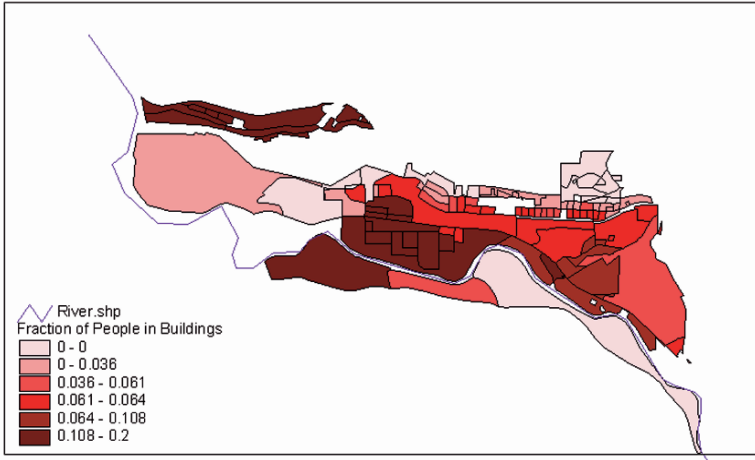 River.shp
Fraction of People in Buildings
0 - 0
0 - 0.036
0.036 - 0.061
0.061 - 0.064
0.064 - 0.108
0.108 - 0.2